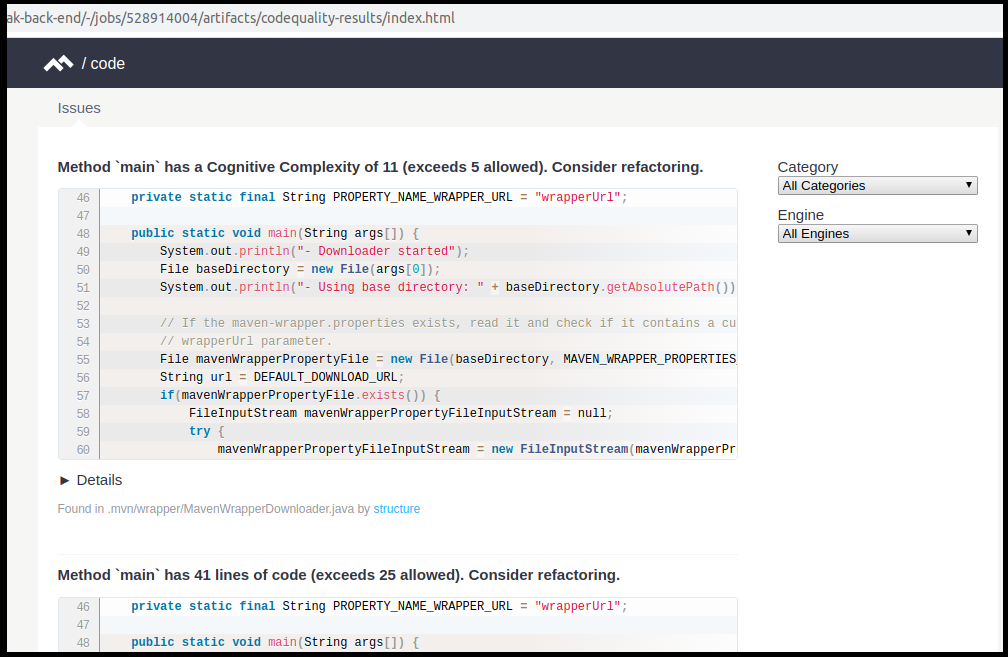 ak-back-end/-/jobs/528914004/artifacts/codequality-results/index.html
/ code
Issues
Method `main` has a Cognitive Complexity of 11 (exceeds 5 allowed). Consider refactoring.
46 private static final String PROPERTY_NAME_WRAPPER_URL = "wrapperUrl";
47
48 public static void main(String args[]) {
49 System.out.println("- Downloader started");
50 File baseDirectory = new File(args[0]);
51 System.out.println("- Using base directory: " + baseDirectory.getAbsolutePath())
52
53 // If the maven-wrapper.properties exists, read it and check if it contains a cu
54 // wrapperUrl parameter.
55 File mavenWrapperPropertyFile = new File(baseDirectory, MAVEN_WRAPPER_PROPERTIES_
56 String url = DEFAULT_DOWNLOAD_URL;
57 if(mavenWrapperPropertyFile.exists()) {
58 FileInputStream mavenWrapperPropertyFileInputStream = null;
59 try {
60 mavenWrapperPropertyFileInputStream = new FileInputStream(mavenWrapperPr
► Details
Found in .mvn/wrapper/MavenWrapperDownloader.java by structure
Method `main` has 41 lines of code (exceeds 25 allowed). Consider refactoring.
46 private static final String PROPERTY_NAME_WRAPPER_URL = "wrapperUrl";
47
48 public static void main(String args[]) {
Category
All Categories
Engine
All Engines